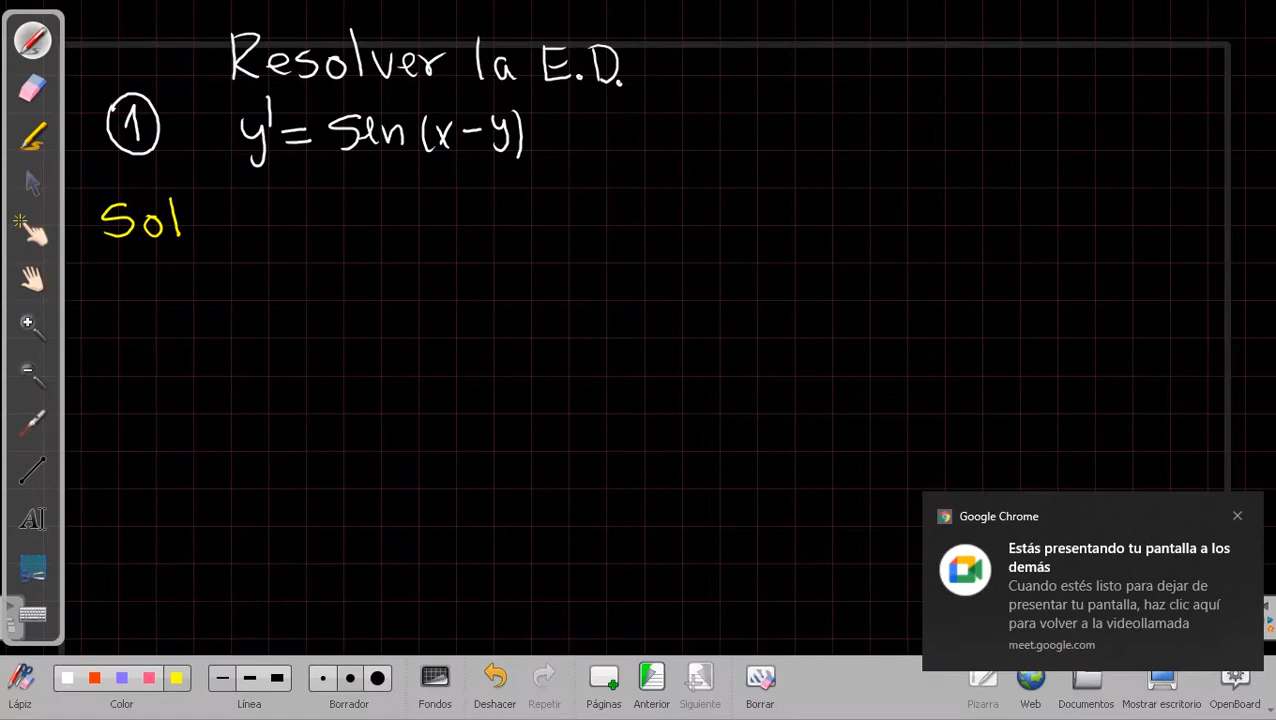 Resolver la E.D.
① y' = Sen (x-y)
Sol
Google Chrome
Estás presentando tu pantalla a los
demás
Cuando estés listo para dejar de
presentar tu pantalla, haz clic aquí
para volver a la videollamada
meet.google.com
Lápiz Color Línea Borrador Fondos Deshacer Repetir Páginas Anterior Siguiente Borrar Pizarra Web Documentos Mostrar escritorio OpenBoard